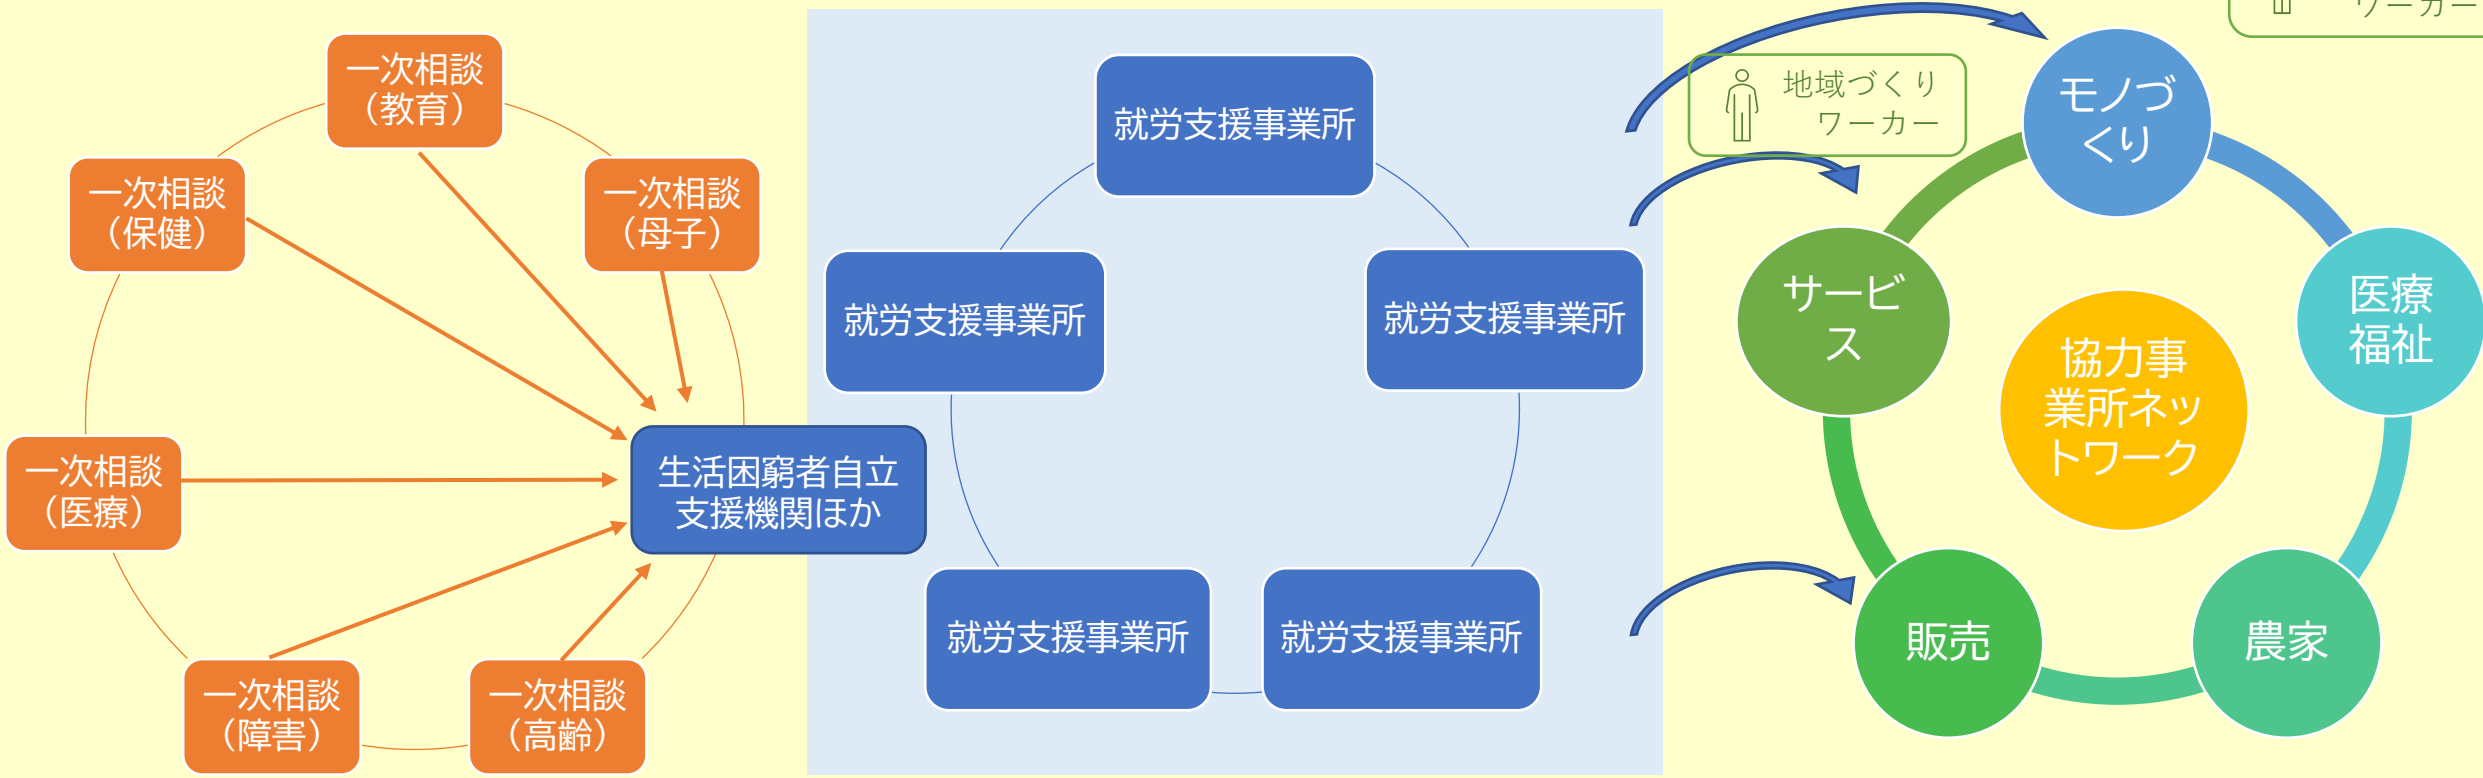 一次相談
（教育）
一次相談
（保健）
一次相談
（母子）
一次相談
（医療）
生活困窮者自立
支援機関ほか
一次相談
（障害）
一次相談
（高齢）
就労支援事業所
就労支援事業所
就労支援事業所
就労支援事業所
就労支援事業所
地域づくり
ワーカー
ワーカー
モノづ
くり
サービ
ス
医療
福祉
協力事
業所ネッ
トワーク
販売
農家